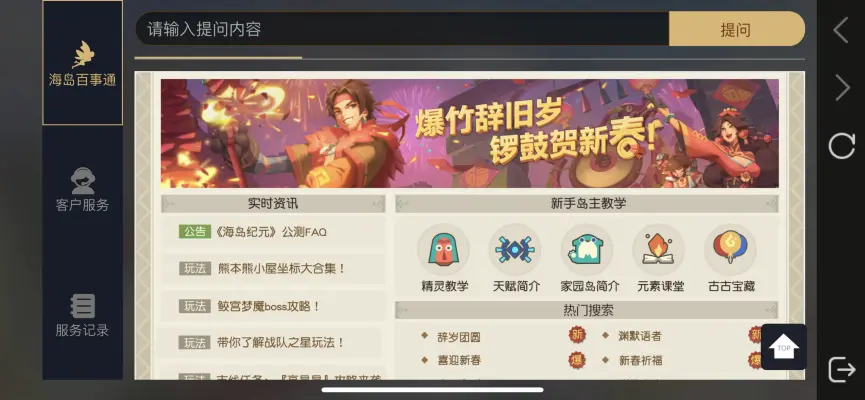 请输入提问内容
提问
海岛百事通
客户服务
服务记录
爆竹辞旧岁
锣鼓贺新春!
实时资讯
公告 《海岛纪元》公测FAQ
玩法 熊本熊小屋坐标大合集！
玩法 鲛宫梦魔boss攻略！
玩法 带你了解战队之星玩法！
玩法
新手岛主教学
精灵教学
天赋简介
家园岛简介
元素课堂
古古宝藏
热门搜索
辞岁团圆 新
渊默语者 新
喜迎新春 爆
新春祈福 爆
TOP